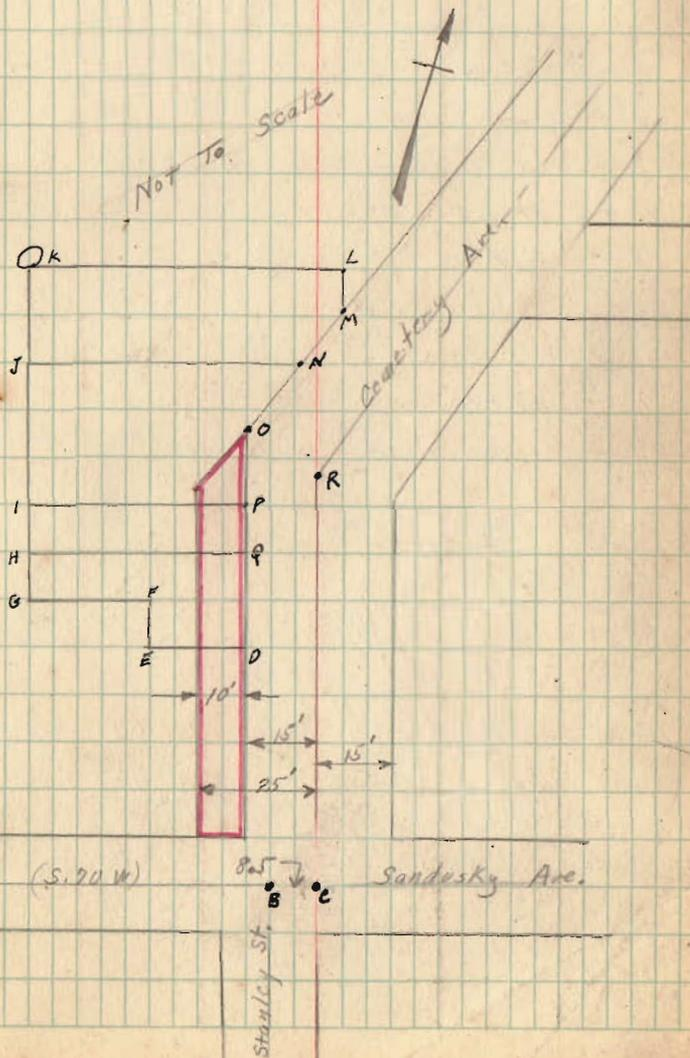 Not To Scale
K
L
M
J
N
Cemetery Ave.
O
R
I
P
H
Q
G
F
E
D
10'
15'
15'
25'
(S.70 W)
8.5
Sandusky Ave.
B
C
Stanley St.